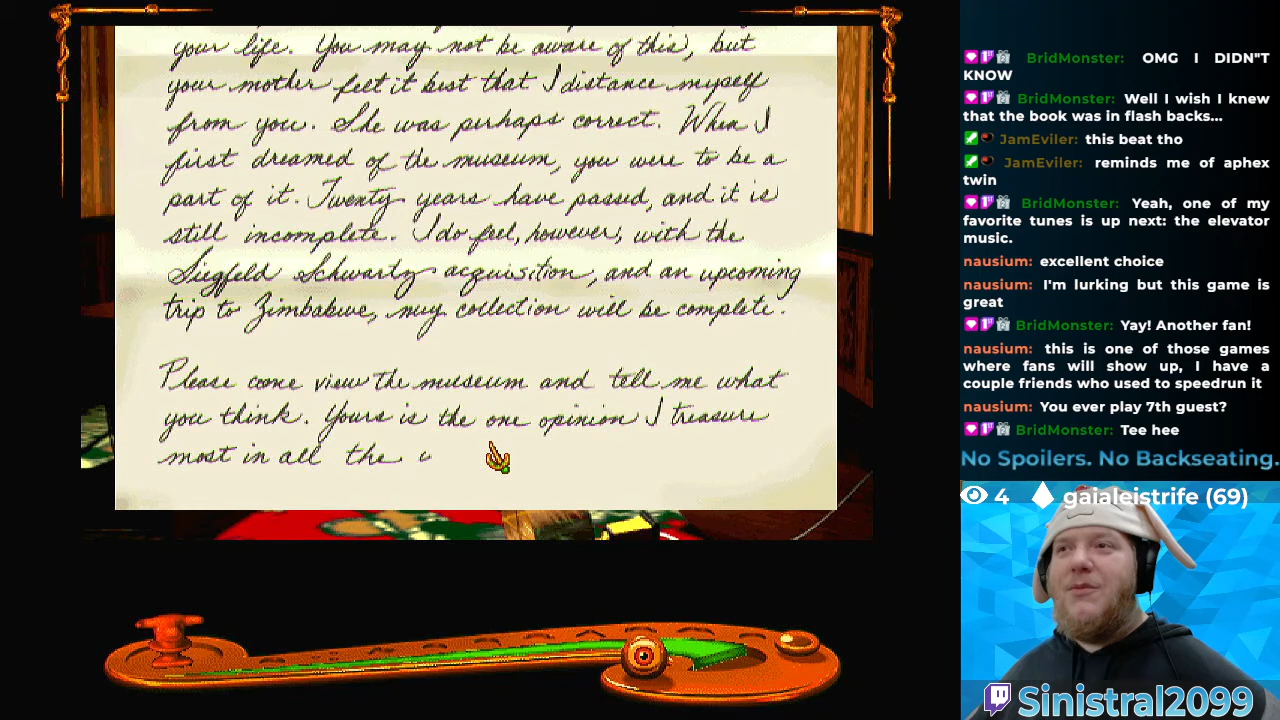 your life. You may not be aware of this, but
your mother feet it best that I distance myself
from you. She was perhaps correct. When I
first dreamed of the museum, you were to be a
part of it. Twenty years have passed, and it is
still incomplete. I do feel, however, with the
Siegfeld Schwartz acquisition, and an upcoming
trip to Zimbabwe, my collection will be complete.
Please come view the museum and tell me what
you think. Yours is the one opinion I treasure
most in all the
BridMonster: OMG I DIDN"T
KNOW
BridMonster: Well I wish I knew
that the book was in flash backs...
JamEviler: this beat tho
JamEviler: reminds me of aphex
twin
BridMonster: Yeah, one of my
favorite tunes is up next: the elevator
music.
nausium: excellent choice
nausium: I'm lurking but this game is
great
BridMonster: Yay! Another fan!
nausium: this is one of those games
where fans will show up, I have a
couple friends who used to speedrun it
nausium: You ever play 7th guest?
BridMonster: Tee hee
No Spoilers. No Backseating.
4 gaialeistrife (69)
Sinistral2099